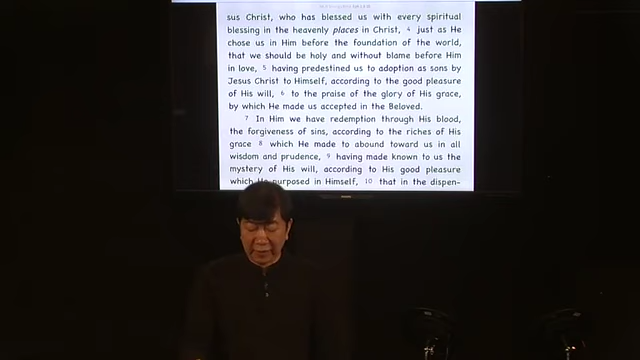 sus Christ, who has blessed us with every spiritual
blessing in the heavenly places in Christ, 4 just as He
chose us in Him before the foundation of the world,
that we should be holy and without blame before Him
in love, 5 having predestined us to adoption as sons by
Jesus Christ to Himself, according to the good pleasure
of His will, 6 to the praise of the glory of His grace,
by which He made us accepted in the Beloved.
7 In Him we have redemption through His blood,
the forgiveness of sins, according to the riches of His
grace 8 which He made to abound toward us in all
wisdom and prudence, 9 having made known to us the
mystery of His will, according to His good pleasure
which He purposed in Himself, 10 that in the dispen-